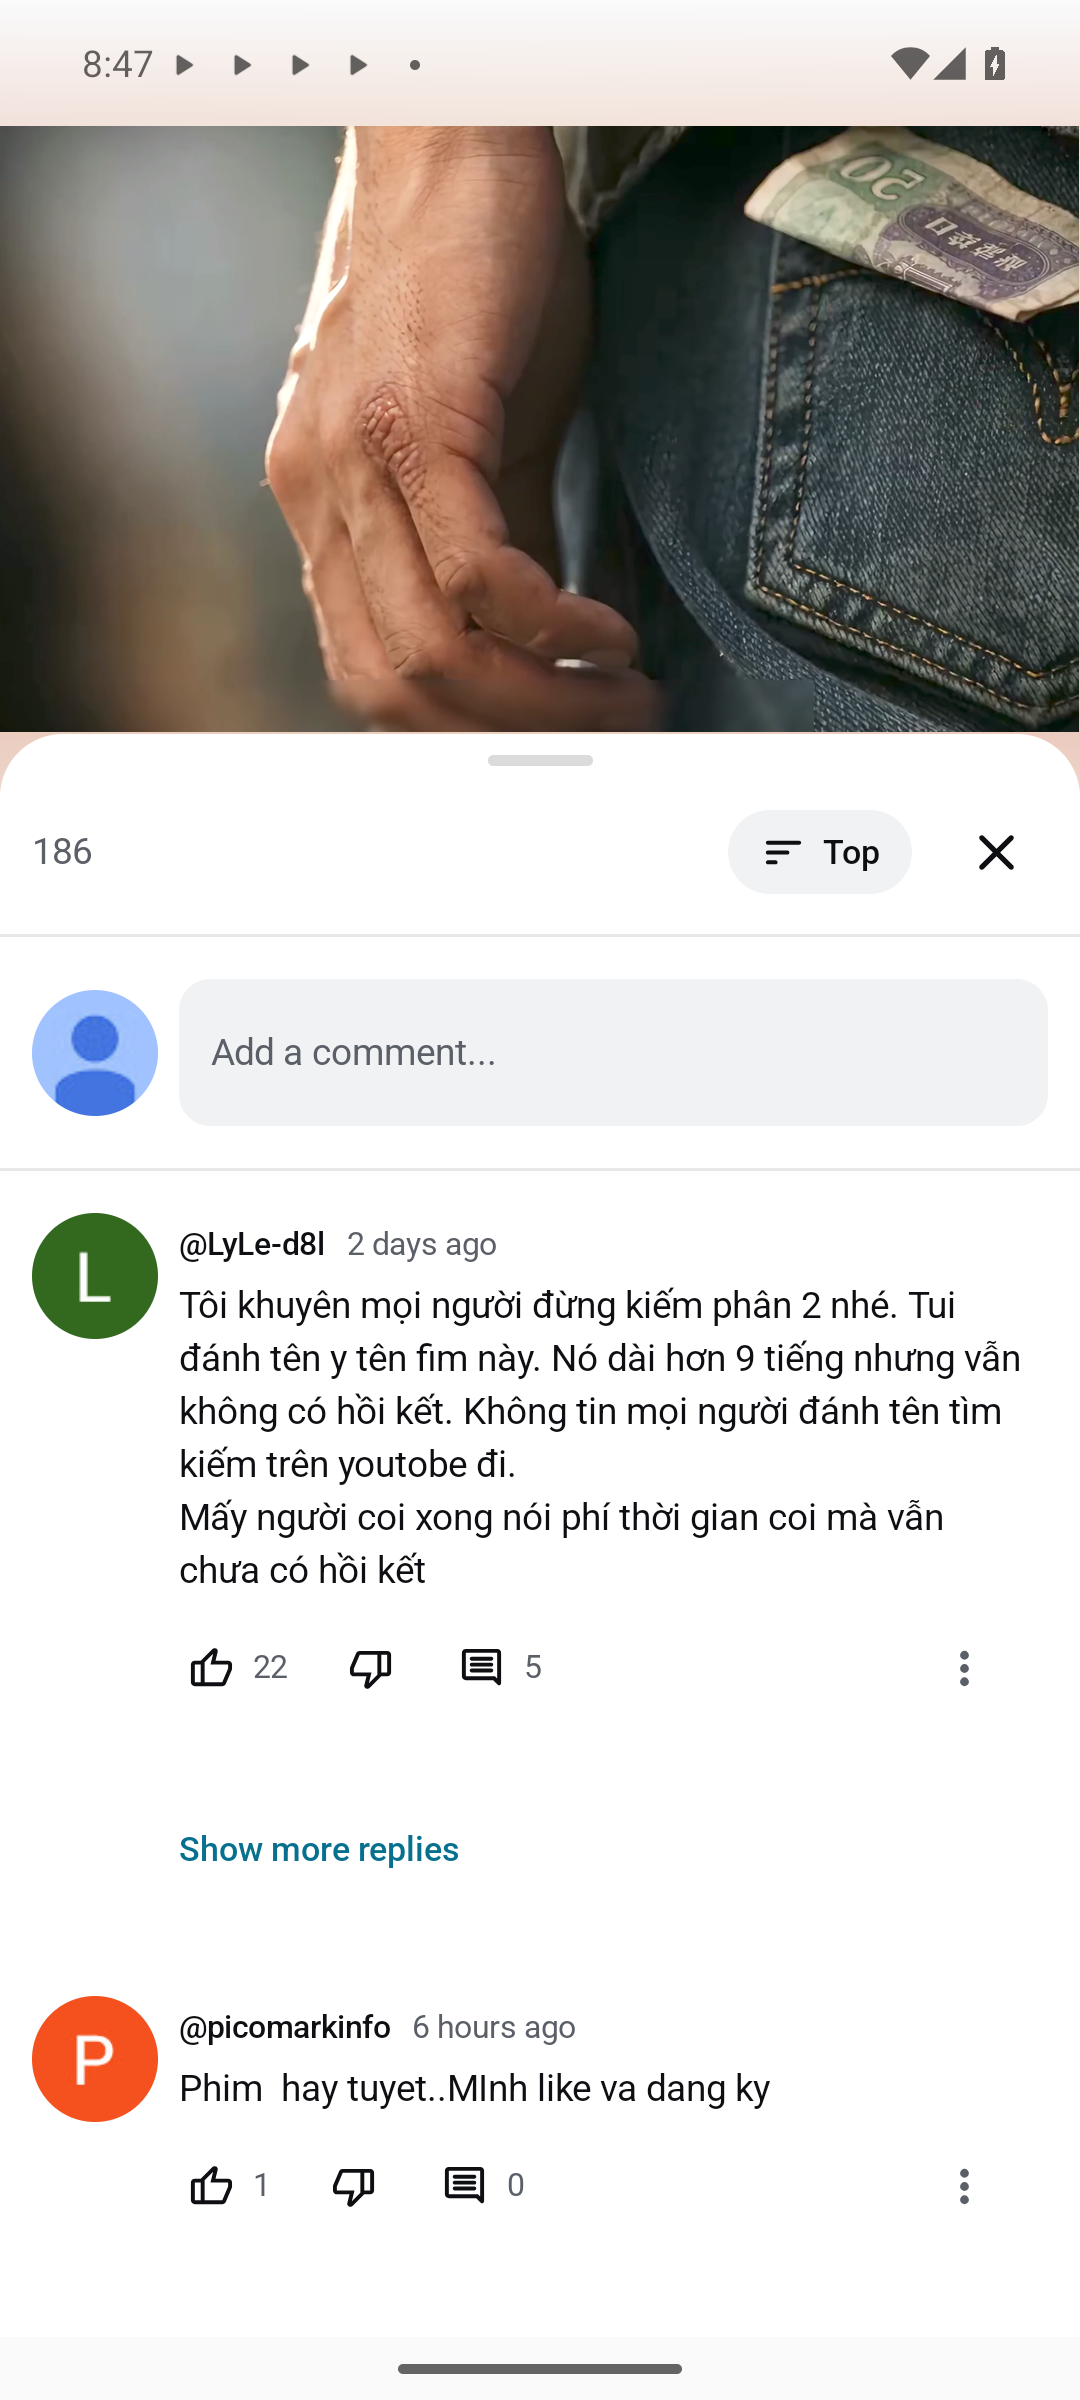 8:47
20
186
Top
Add a comment...
L
@LyLe-d8l 2 days ago
Tôi khuyên mọi người đừng kiếm phân 2 nhé. Tui
đánh tên y tên fim này. Nó dài hơn 9 tiếng nhưng vẫn
không có hồi kết. Không tin mọi người đánh tên tìm
kiếm trên youtobe đi.
Mấy người coi xong nói phí thời gian coi mà vẫn
chưa có hồi kết
22
5
Show more replies
P
@picomarkinfo 6 hours ago
Phim  hay tuyet..MInh like va dang ky
1
0